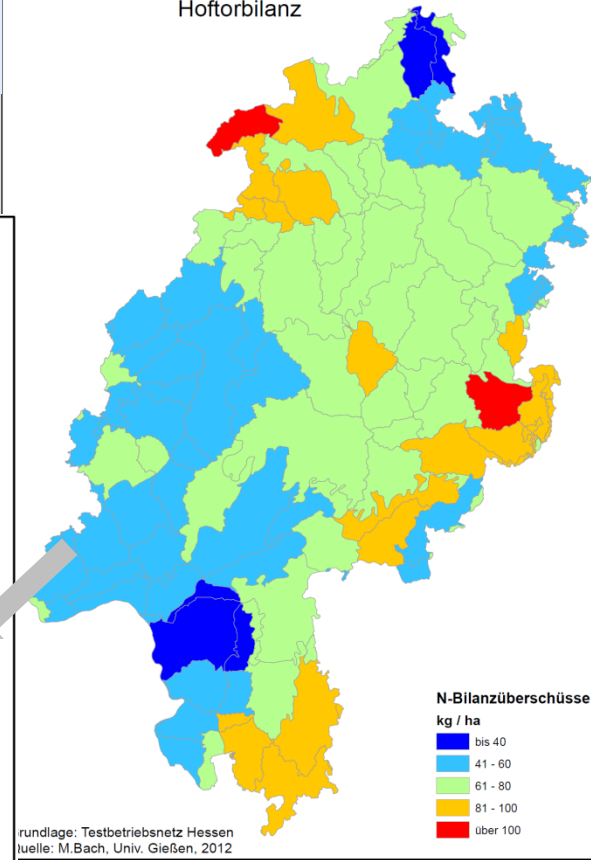 Hoftorbilanz
N-Bilanzüberschüsse
kg / ha
bis 40
41 - 60
61 - 80
81 - 100
über 100
rundlage: Testbetriebsnetz Hessen
uelle: M.Bach, Univ. Gießen, 2012